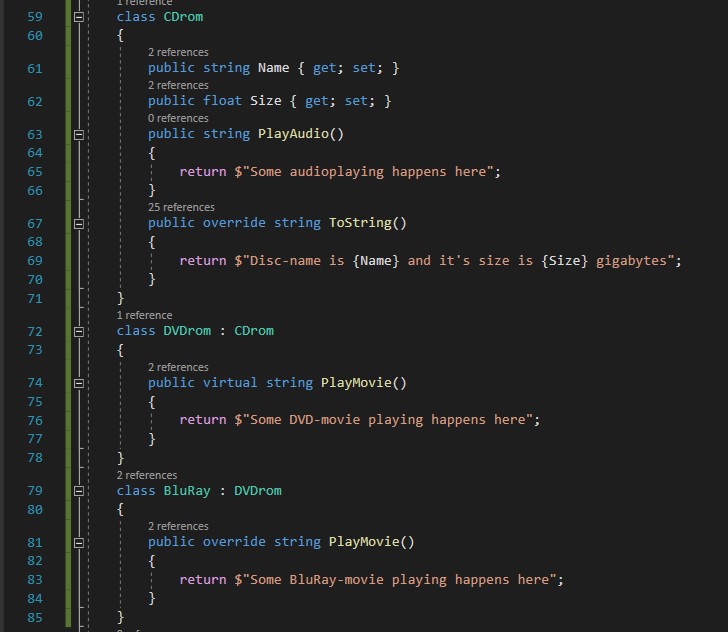 1 reference
59 class CDrom
60 {
2 references
61 public string Name { get; set; }
2 references
62 public float Size { get; set; }
0 references
63 public string PlayAudio()
64 {
65 return $"Some audioplaying happens here";
66 }
25 references
67 public override string ToString()
68 {
69 return $"Disc-name is {Name} and it's size is {Size} gigabytes";
70 }
71 }
1 reference
72 class DVDrom : CDrom
73 {
2 references
74 public virtual string PlayMovie()
75 {
76 return $"Some DVD-movie playing happens here";
77 }
78 }
2 references
79 class BluRay : DVDrom
80 {
2 references
81 public override string PlayMovie()
82 {
83 return $"Some BluRay-movie playing happens here";
84 }
85 }